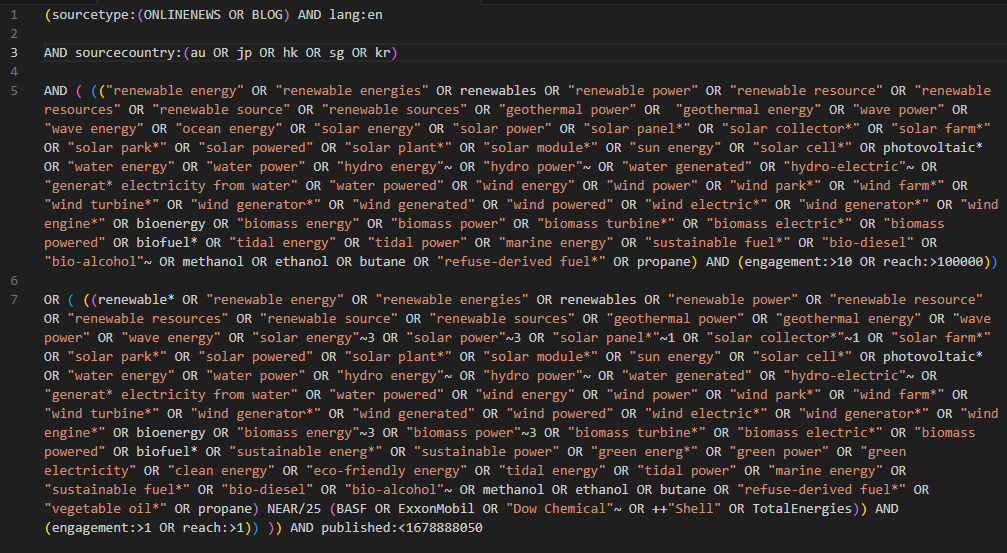 1 (sourcetype:(ONLINENEWS OR BLOG) AND lang:en
2
3 AND sourcecountry:(au OR jp OR hk OR sg OR kr)
4
5 AND ( (("renewable energy" OR "renewable energies" OR renewables OR "renewable power" OR "renewable resource" OR "renewable
resources" OR "renewable source" OR "renewable sources" OR "geothermal power" OR  "geothermal energy" OR "wave power" OR
"wave energy" OR "ocean energy" OR "solar energy" OR "solar power" OR "solar panel*" OR "solar collector*" OR "solar farm*"
OR "solar park*" OR "solar powered" OR "solar plant*" OR "solar module*" OR "sun energy" OR "solar cell*" OR photovoltaic*
OR "water energy" OR "water power" OR "hydro energy"~ OR "hydro power"~ OR "water generated" OR "hydro-electric"~ OR
"generat* electricity from water" OR "water powered" OR "wind energy" OR "wind power" OR "wind park*" OR "wind farm*" OR
"wind turbine*" OR "wind generator*" OR "wind generated" OR "wind powered" OR "wind electric*" OR "wind generator*" OR "wind
engine*" OR bioenergy OR "biomass energy" OR "biomass power" OR "biomass turbine*" OR "biomass electric*" OR "biomass
powered" OR biofuel* OR "tidal energy" OR "tidal power" OR "marine energy" OR "sustainable fuel*" OR "bio-diesel" OR
"bio-alcohol"~ OR methanol OR ethanol OR butane OR "refuse-derived fuel*" OR propane) AND (engagement:>10 OR reach:>100000))
6
7 OR ( ((renewable* OR "renewable energy" OR "renewable energies" OR renewables OR "renewable power" OR "renewable resource"
OR "renewable resources" OR "renewable source" OR "renewable sources" OR "geothermal power" OR "geothermal energy" OR "wave
power" OR "wave energy" OR "solar energy"~3 OR "solar power"~3 OR "solar panel*"~1 OR "solar collector*"~1 OR "solar farm*"
OR "solar park*" OR "solar powered" OR "solar plant*" OR "solar module*" OR "sun energy" OR "solar cell*" OR photovoltaic*
OR "water energy" OR "water power" OR "hydro energy"~ OR "hydro power"~ OR "water generated" OR "hydro-electric"~ OR
"generat* electricity from water" OR "water powered" OR "wind energy" OR "wind power" OR "wind park*" OR "wind farm*" OR
"wind turbine*" OR "wind generator*" OR "wind generated" OR "wind powered" OR "wind electric*" OR "wind generator*" OR "wind
engine*" OR bioenergy OR "biomass energy"~3 OR "biomass power"~3 OR "biomass turbine*" OR "biomass electric*" OR "biomass
powered" OR biofuel* OR "sustainable energ*" OR "sustainable power" OR "green energ*" OR "green power" OR "green
electricity" OR "clean energy" OR "eco-friendly energy" OR "tidal energy" OR "tidal power" OR "marine energy" OR
"sustainable fuel*" OR "bio-diesel" OR "bio-alcohol"~ OR methanol OR ethanol OR butane OR "refuse-derived fuel*" OR
"vegetable oil*" OR propane) NEAR/25 (BASF OR ExxonMobil OR "Dow Chemical"~ OR ++"Shell" OR TotalEnergies)) AND
(engagement:>1 OR reach:>1)) )) AND published:<1678888050